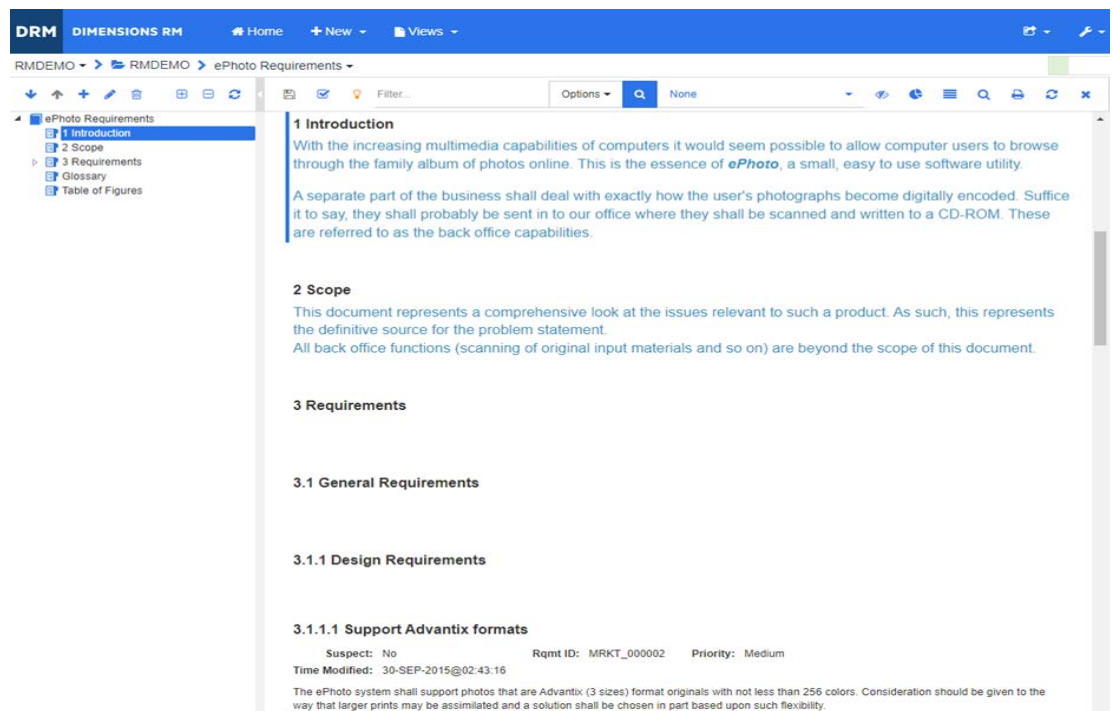 DRM DIMENSIONS RM Home New Views
RMDEMO RMDEMO ePhoto Requirements
Filter... Options None
ePhoto Requirements
1 Introduction
2 Scope
3 Requirements
Glossary
Table of Figures
1 Introduction
With the increasing multimedia capabilities of computers it would seem possible to allow computer users to browse
through the family album of photos online. This is the essence of ePhoto, a small, easy to use software utility.
A separate part of the business shall deal with exactly how the user's photographs become digitally encoded. Suffice
it to say, they shall probably be sent in to our office where they shall be scanned and written to a CD-ROM. These
are referred to as the back office capabilities.
2 Scope
This document represents a comprehensive look at the issues relevant to such a product. As such, this represents
the definitive source for the problem statement.
All back office functions (scanning of original input materials and so on) are beyond the scope of this document.
3 Requirements
3.1 General Requirements
3.1.1 Design Requirements
3.1.1.1 Support Advantix formats
Suspect: No Rqmt ID: MRKT_000002 Priority: Medium
Time Modified: 30-SEP-2015@02:43:16
The ePhoto system shall support photos that are Advantix (3 sizes) format originals with not less than 256 colors. Consideration should be given to the
way that larger prints may be assimilated and a solution shall be chosen in part based upon such flexibility.